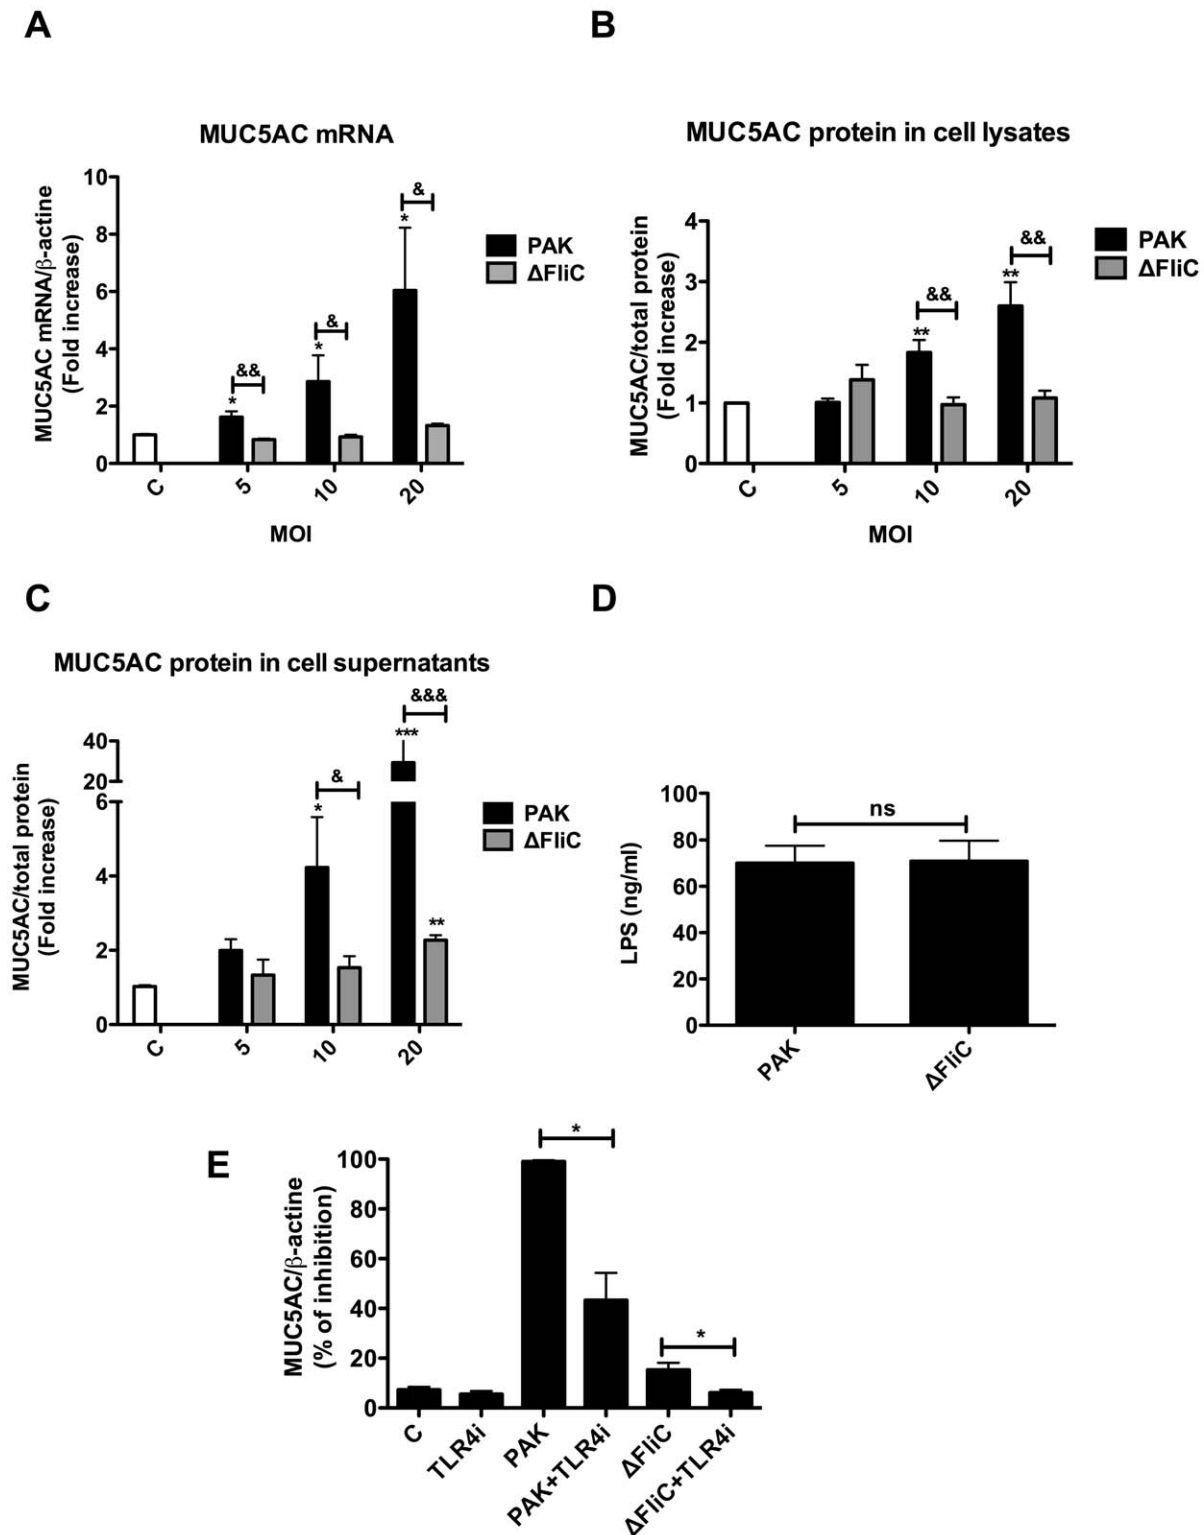 A
MUC5AC mRNA
MUC5AC mRNA/β-actine
(Fold increase)
10
8
6
4
2
0
*
&&
*
&
*
&
C
5
10
20
MOI
PAK
ΔFliC
B
MUC5AC protein in cell lysates
MUC5AC/total protein
(Fold increase)
4
3
2
1
0
**
&&
**
&&
C
5
10
20
MOI
PAK
ΔFliC
C
MUC5AC protein in cell supernatants
MUC5AC/total protein
(Fold increase)
40
20
6
4
2
0
*
&
***
&&&
**
C
5
10
20
PAK
ΔFliC
D
LPS (ng/ml)
100
80
60
40
20
0
ns
PAK
ΔFliC
E
MUC5AC/β-actine
(% of inhibition)
100
80
60
40
20
0
*
*
C
TLR4i
PAK
PAK+TLR4i
ΔFliC
ΔFliC+TLR4i